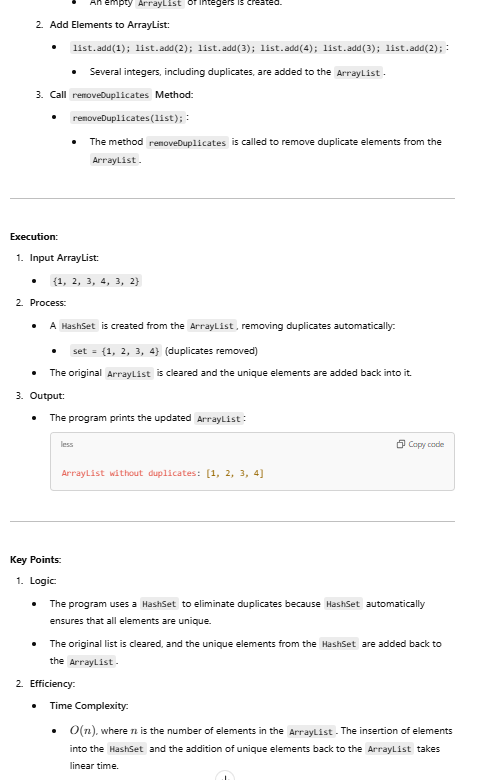 An empty ArrayList of integers is created.
2. Add Elements to ArrayList:
list.add(1); list.add(2); list.add(3); list.add(4); list.add(3); list.add(2); :
Several integers, including duplicates, are added to the ArrayList.
3. Call removeDuplicates Method:
removeDuplicates(list); :
The method removeDuplicates is called to remove duplicate elements from the
ArrayList.
Execution:
1. Input ArrayList:
{1, 2, 3, 4, 3, 2}
2. Process:
A HashSet is created from the ArrayList, removing duplicates automatically:
set = {1, 2, 3, 4} (duplicates removed)
The original ArrayList is cleared and the unique elements are added back into it.
3. Output:
The program prints the updated ArrayList:
less Copy code
ArrayList without duplicates: [1, 2, 3, 4]
Key Points:
1. Logic:
The program uses a HashSet to eliminate duplicates because HashSet automatically
ensures that all elements are unique.
The original list is cleared, and the unique elements from the HashSet are added back to
the ArrayList.
2. Efficiency:
Time Complexity:
O(n), where n is the number of elements in the ArrayList. The insertion of elements
into the HashSet and the addition of unique elements back to the ArrayList takes
linear time.